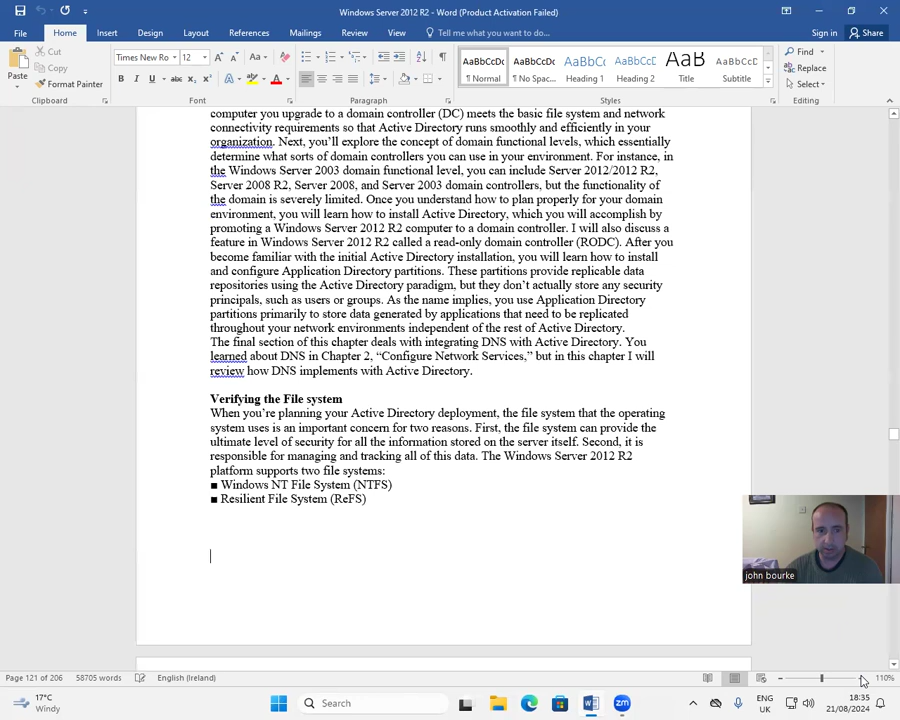 Windows Server 2012 R2 - Word (Product Activation Failed)
File Home Insert Design Layout References Mailings Review View Tell me what you want to do... Sign in Share
Paste
Cut
Copy
Format Painter
Clipboard
Times New Ro 12
Font
Paragraph
AaBbCcDc AaBbCcDc AaBbCc AaBbCcC AaB AaBbCcC
¶ Normal ¶ No Spac... Heading 1 Heading 2 Title Subtitle
Styles
Find
Replace
Select
Editing
computer you upgrade to a domain controller (DC) meets the basic file system and network
connectivity requirements so that Active Directory runs smoothly and efficiently in your
organization. Next, you’ll explore the concept of domain functional levels, which essentially
determine what sorts of domain controllers you can use in your environment. For instance, in
the Windows Server 2003 domain functional level, you can include Server 2012/2012 R2,
Server 2008 R2, Server 2008, and Server 2003 domain controllers, but the functionality of
the domain is severely limited. Once you understand how to plan properly for your domain
environment, you will learn how to install Active Directory, which you will accomplish by
promoting a Windows Server 2012 R2 computer to a domain controller. I will also discuss a
feature in Windows Server 2012 R2 called a read-only domain controller (RODC). After you
become familiar with the initial Active Directory installation, you will learn how to install
and configure Application Directory partitions. These partitions provide replicable data
repositories using the Active Directory paradigm, but they don’t actually store any security
principals, such as users or groups. As the name implies, you use Application Directory
partitions primarily to store data generated by applications that need to be replicated
throughout your network environments independent of the rest of Active Directory.
The final section of this chapter deals with integrating DNS with Active Directory. You
learned about DNS in Chapter 2, “Configure Network Services,” but in this chapter I will
review how DNS implements with Active Directory.
Verifying the File system
When you’re planning your Active Directory deployment, the file system that the operating
system uses is an important concern for two reasons. First, the file system can provide the
ultimate level of security for all the information stored on the server itself. Second, it is
responsible for managing and tracking all of this data. The Windows Server 2012 R2
platform supports two file systems:
■ Windows NT File System (NTFS)
■ Resilient File System (ReFS)
john bourke
Page 121 of 206 58705 words English (Ireland) 110%
17°C
Windy
Search
ENG
UK
18:35
21/08/2024